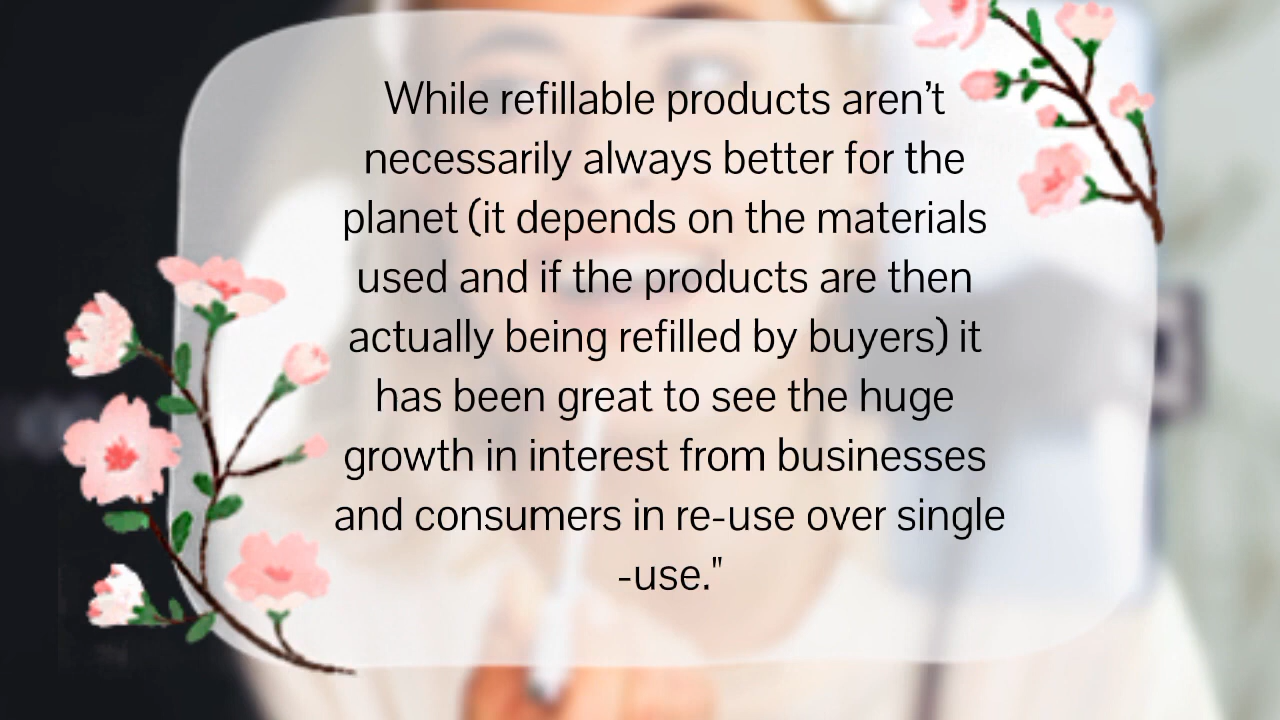 While refillable products aren’t
necessarily always better for the
planet (it depends on the materials
used and if the products are then
actually being refilled by buyers) it
has been great to see the huge
growth in interest from businesses
and consumers in re-use over single
-use."